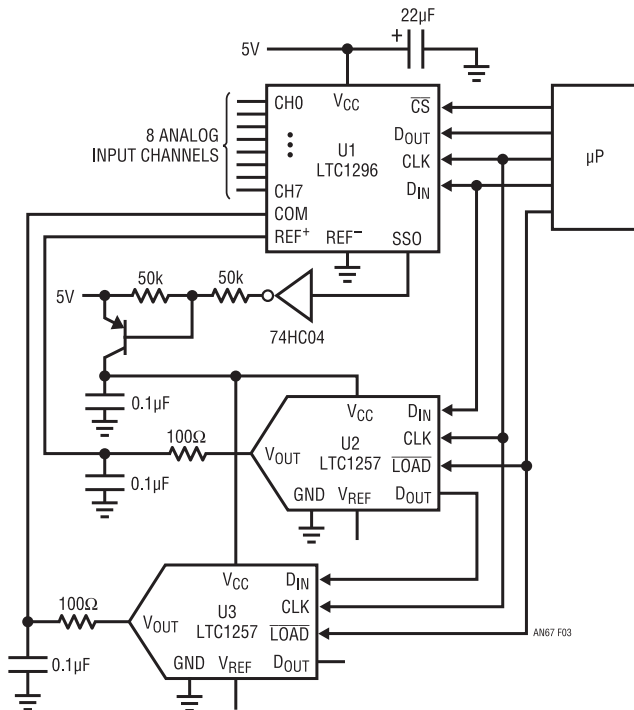 22µF
+
5V
8 ANALOG
INPUT CHANNELS
CH0
CH7
COM
REF+
VCC
U1
LTC1296
REF−
SSO
CS
DOUT
CLK
DIN
µP
5V
50k
50k
74HC04
0.1µF
0.1µF
100Ω
VOUT
VCC
U2
LTC1257
GND
VREF
DIN
CLK
LOAD
DOUT
100Ω
0.1µF
VOUT
VCC
U3
LTC1257
GND
VREF
DIN
CLK
LOAD
DOUT
AN67 F03